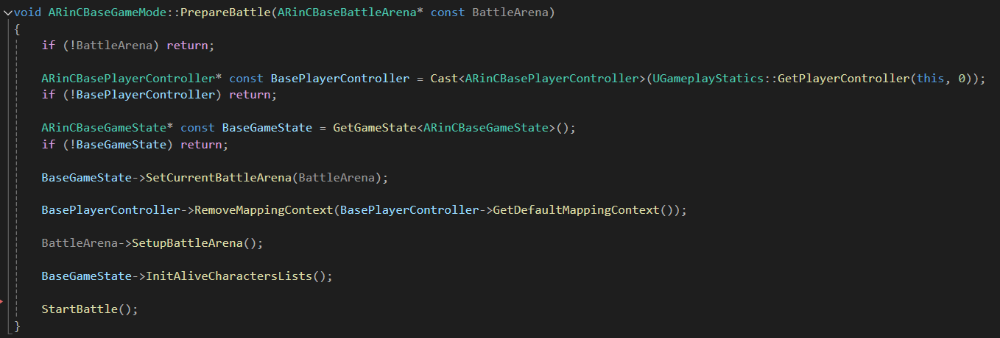 void ARinCBaseGameMode::PrepareBattle(ARinCBaseBattleArena* const BattleArena)
{
if (!BattleArena) return;
ARinCBasePlayerController* const BasePlayerController = Cast<ARinCBasePlayerController>(UGameplayStatics::GetPlayerController(this, 0));
if (!BasePlayerController) return;
ARinCBaseGameState* const BaseGameState = GetGameState<ARinCBaseGameState>();
if (!BaseGameState) return;
BaseGameState->SetCurrentBattleArena(BattleArena);
BasePlayerController->RemoveMappingContext(BasePlayerController->GetDefaultMappingContext());
BattleArena->SetupBattleArena();
BaseGameState->InitAliveCharactersLists();
StartBattle();
}